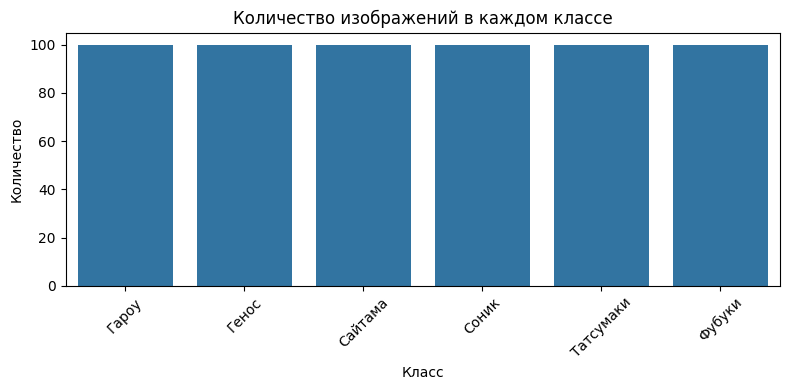 Количество изображений в каждом классе
Количество
100
80
60
40
20
0
Гароу
Генос
Сайтама
Соник
Татсумаки
Фубуки
Класс